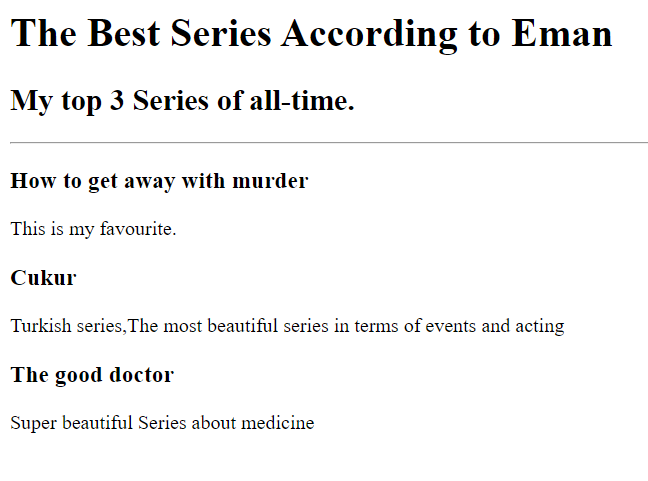 The Best Series According to Eman
My top 3 Series of all-time.
How to get away with murder
This is my favourite.
Cukur
Turkish series,The most beautiful series in terms of events and acting
The good doctor
Super beautiful Series about medicine